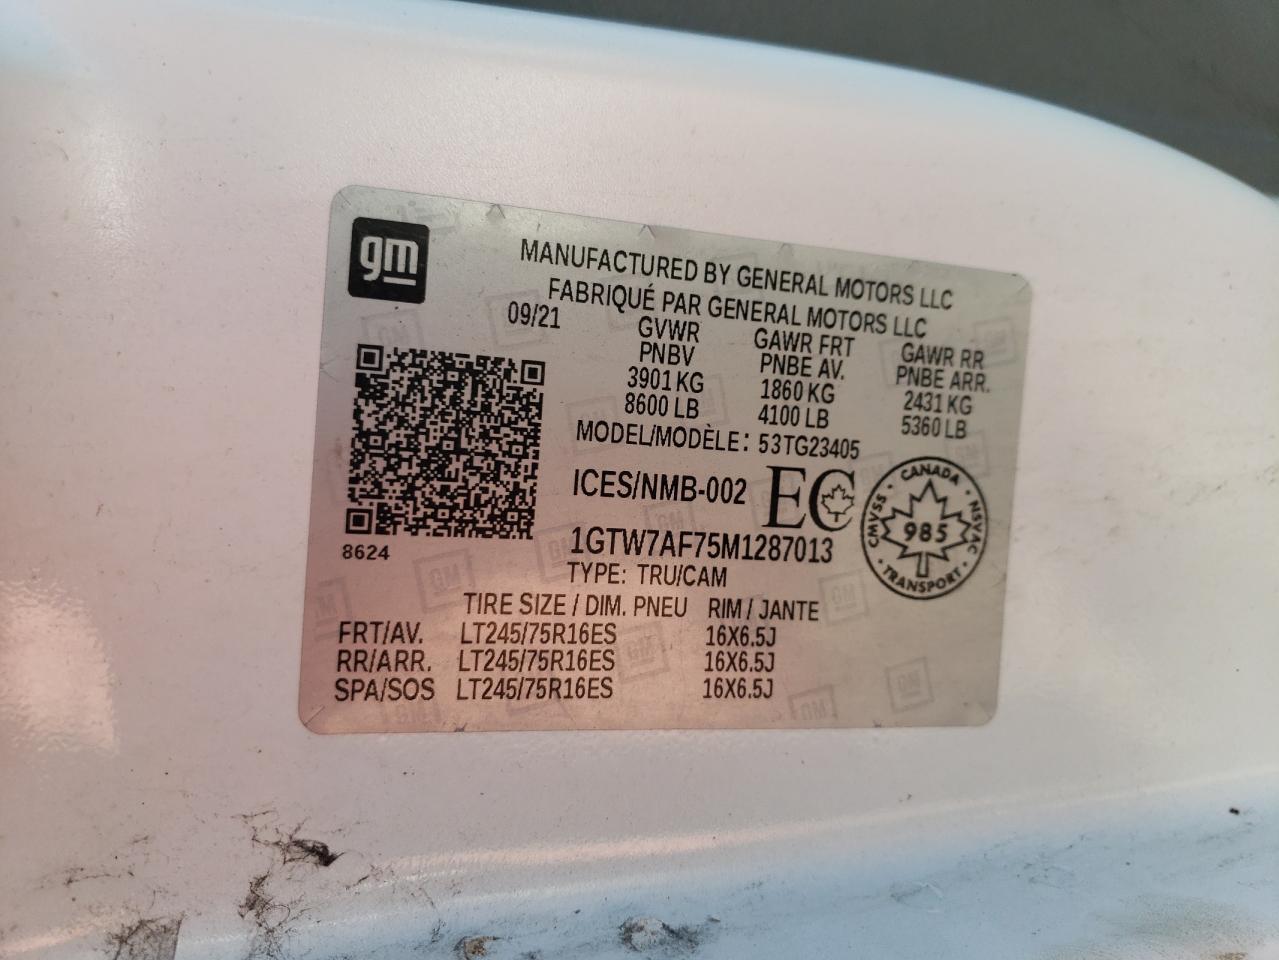 gm
MANUFACTURED BY GENERAL MOTORS LLC
FABRIQUÉ PAR GENERAL MOTORS LLC
09/21
GVWR GAWR FRT GAWR RR
PNBV PNBE AV. PNBE ARR.
3901 KG 1860 KG 2431 KG
8600 LB 4100 LB 5360 LB
MODEL/MODÈLE: 53TG23405
ICES/NMB-002 EC
CANADA
CMVSS 985 NSVAC
TRANSPORT
8624
1GTW7AF75M1287013
TYPE: TRU/CAM
TIRE SIZE / DIM. PNEU RIM / JANTE
FRT/AV. LT245/75R16ES 16X6.5J
RR/ARR. LT245/75R16ES 16X6.5J
SPA/SOS LT245/75R16ES 16X6.5J